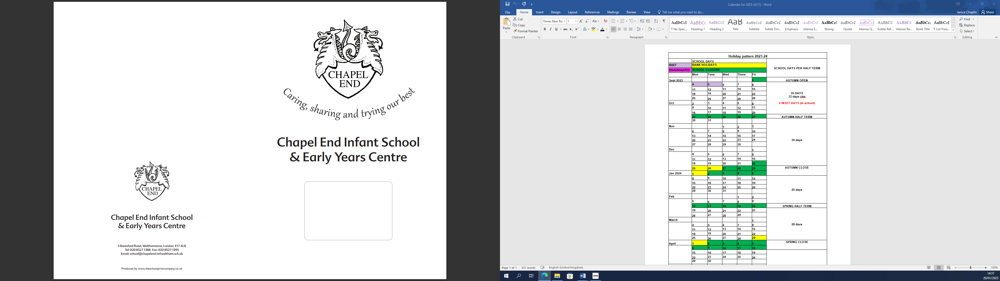 CHAPEL
END
Caring, sharing and trying our best
Chapel End Infant School
& Early Years Centre
CHAPEL
END
Chapel End Infant School
& Early Years Centre
3 Beresford Road, Walthamstow, London E17 4LN
Tel: 020 8527 1388 Fax: 020 8527 1395
Email: school@chapelend-inf.waltham.sch.uk
Produced by www.theschoolprintcompany.co.uk
Calendar for 2023-24 (1) - Word
File Home Insert Design Layout References Mailings Review View Tell me what you want to do... Janice Chaplin Share
Paste
Cut
Copy
Format Painter
Clipboard
Times New Ro 1
Font
Paragraph
AaBbCcI AaBbCc AaBbCcD AaB AaBbCcD AaBbCcL AaBbCcL AaBbCcL AaBbCcI AaBbCcL AaBbCcL AABBCC AABBCC AaBbCc AaBbCcI
¶ No Spac... Heading 1 Heading 2 Title Subtitle Subtle Em... Emphasis Intense E... Strong Quote Intense Q... Subtle Ref... Intense Re... Book Title ¶ List Para...
Styles
Find
Replace
Select
Editing
Holiday pattern 2023-24
SCHOOL DAYS
INSET BANK HOLIDAYS
DISAGRAGATED SCHOOL CLOSURE
SCHOOL DAYS PER HALF TERM
Mon Tues Wed Thurs Fri
Sept 2023 1 AUTUMN OPEN
4 5 6 7 8
11 12 13 14 15
18 19 20 21 22
25 26 27 28 29
35 DAYS
33 days chn
2 INSET DAYS (In school)
Oct 2 3 4 5 6
9 10 11 12 13
16 17 18 19 20
23 24 25 26 27 AUTUMN HALF TERM
30 31
Nov 1 2 3
6 7 8 9 10
13 14 15 16 17
20 21 22 23 24 39 days
27 28 29 30
Dec 1
4 5 6 7 8
11 12 13 14 15
18 19 20 21 22
25 26 27 28 29 AUTUMN CLOSE
Jan 2024 1 2 3 4 5
8 9 10 11 12
15 16 17 18 19
22 23 24 25 26
29 30 31 25 days
Feb 1 2
5 6 7 8 9
12 13 14 15 16 SPRING HALF TERM
19 20 21 22 23
26 27 28 29
March 1
4 5 6 7 8 29 days
11 12 13 14 15
18 19 20 21 22
25 26 27 28 29
April 1 2 3 4 5 SPRING CLOSE
8 9 10 11 12
15 16 17 18 19
22 23 24 25 26
29 30
Page 1 of 1 321 words English (United Kingdom) 100%
SIMS
14:37
20/01/2023